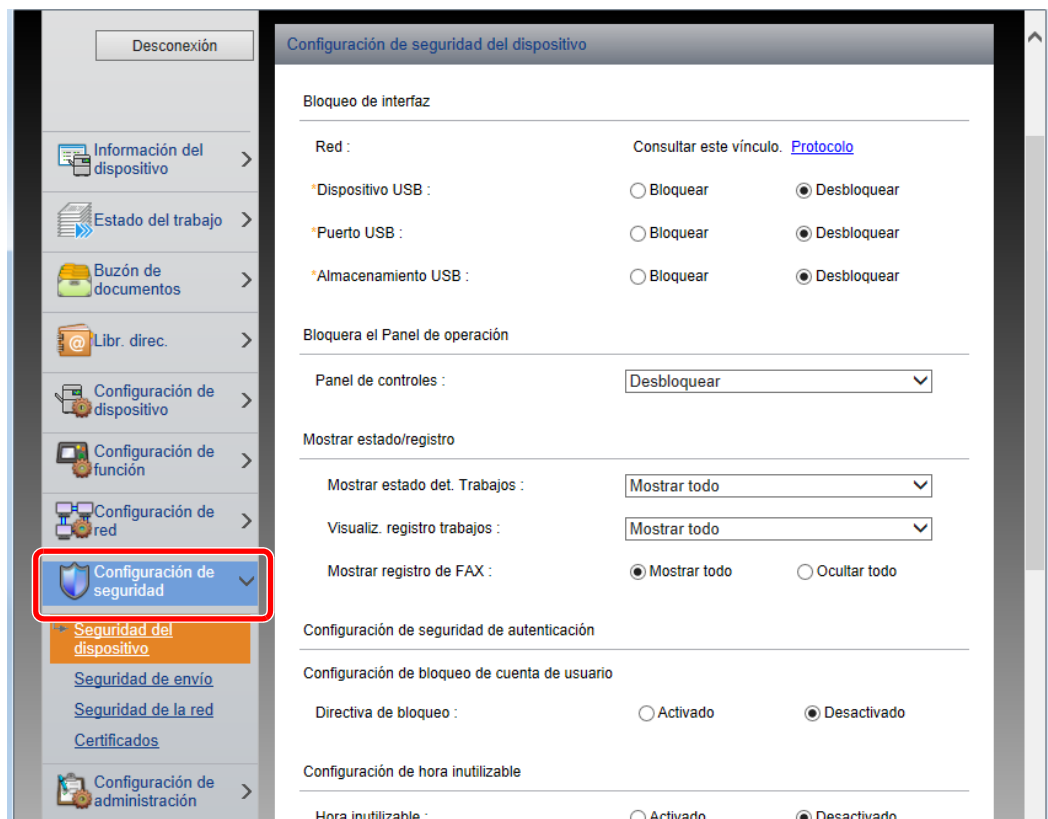 Desconexión
Información del
dispositivo
Estado del trabajo
Buzón de
documentos
Libr. direc.
Configuración de
dispositivo
Configuración de
función
Configuración de
red
Configuración de
seguridad
Seguridad del
dispositivo
Seguridad de envío
Seguridad de la red
Certificados
Configuración de
administración
Configuración de seguridad del dispositivo
Bloqueo de interfaz
Red : Consultar este vínculo. Protocolo
*Dispositivo USB : Bloquear Desbloquear
*Puerto USB : Bloquear Desbloquear
*Almacenamiento USB : Bloquear Desbloquear
Bloquera el Panel de operación
Panel de controles : Desbloquear
Mostrar estado/registro
Mostrar estado det. Trabajos : Mostrar todo
Visualiz. registro trabajos : Mostrar todo
Mostrar registro de FAX : Mostrar todo Ocultar todo
Configuración de seguridad de autenticación
Configuración de bloqueo de cuenta de usuario
Directiva de bloqueo : Activado Desactivado
Configuración de hora inutilizable
Hora inutilizable : Activado Desactivado